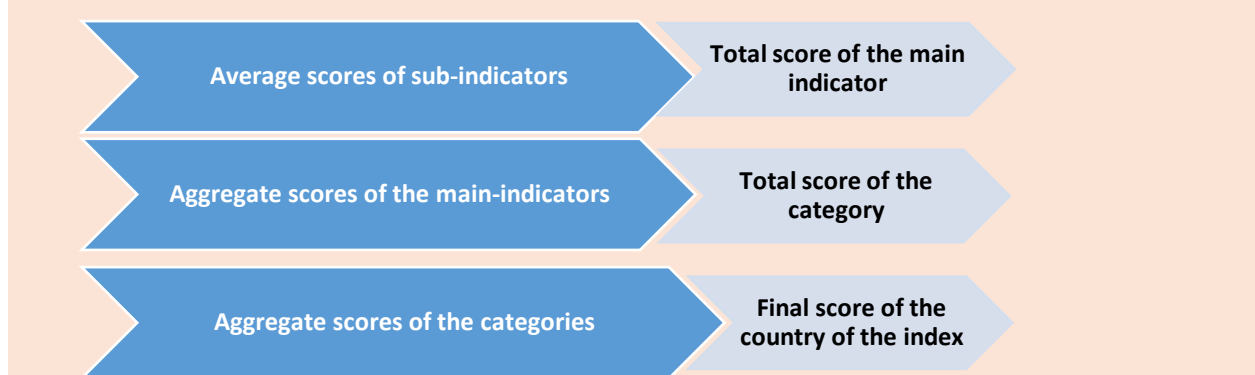 Average scores of sub-indicators
Total score of the main
indicator
Aggregate scores of the main-indicators
Total score of the
category
Aggregate scores of the categories
Final score of the
country of the index